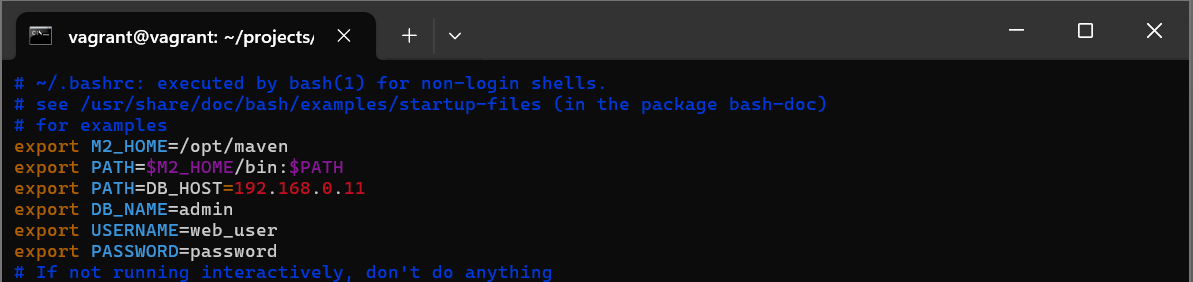 vagrant@vagrant: ~/projects/
# ~/.bashrc: executed by bash(1) for non-login shells.
# see /usr/share/doc/bash/examples/startup-files (in the package bash-doc)
# for examples
export M2_HOME=/opt/maven
export PATH=$M2_HOME/bin:$PATH
export PATH=DB_HOST=192.168.0.11
export DB_NAME=admin
export USERNAME=web_user
export PASSWORD=password
# If not running interactively, don't do anything